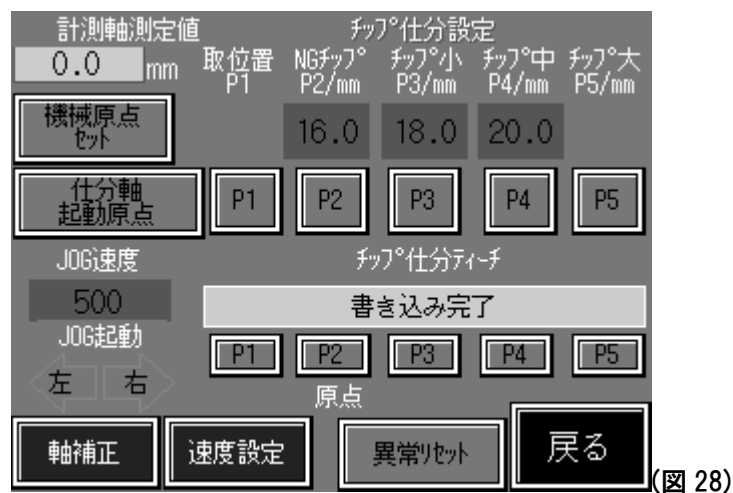 計測軸測定値
0.0 mm
チップ仕分設定
取位置
P1
NGチップ
P2/mm
チップ小
P3/mm
チップ中
P4/mm
チップ大
P5/mm
機械原点
セット
16.0 18.0 20.0
仕分軸
起動原点
P1 P2 P3 P4 P5
JOG速度
チップ仕分ティーチ
500
書き込み完了
JOG起動
P1 P2 P3 P4 P5
左 右
原点
軸補正 速度設定 異常リセット 戻る
(図 28)